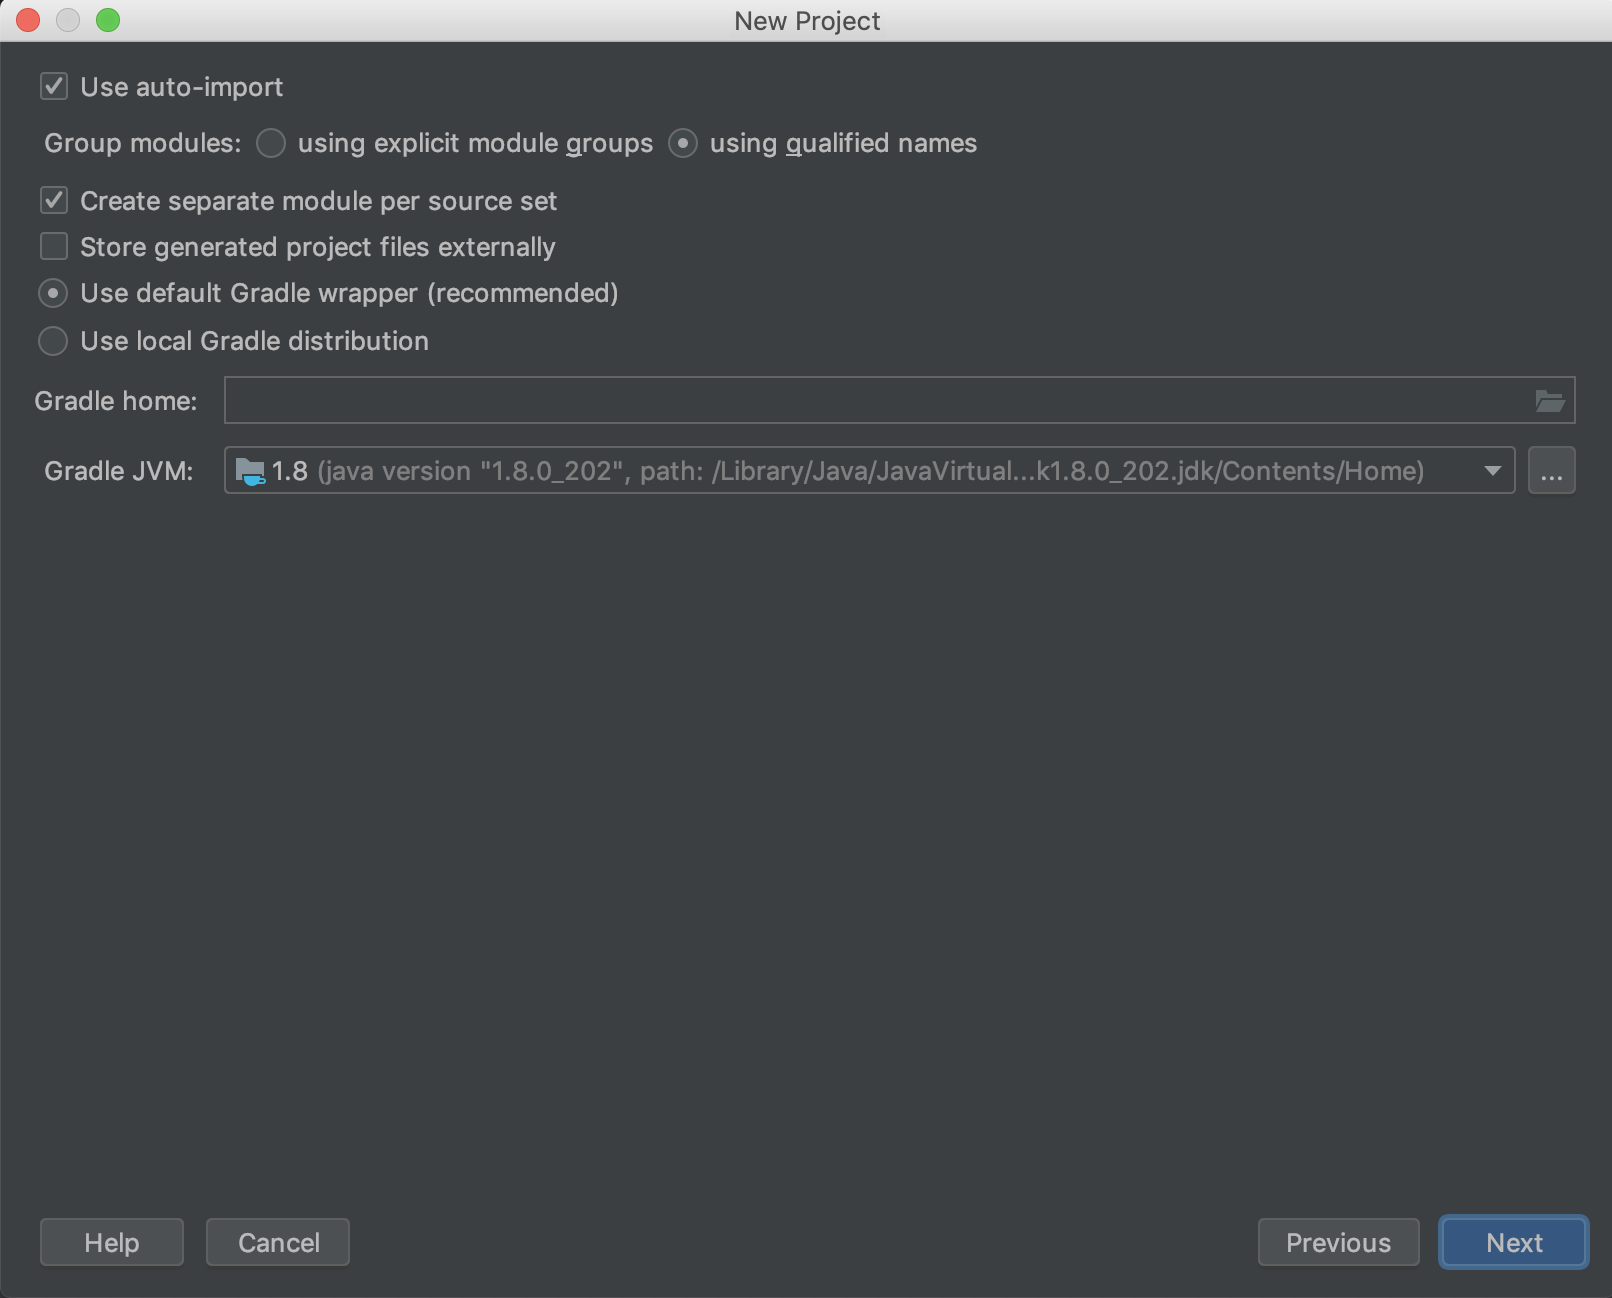 New Project
Use auto-import
Group modules: using explicit module groups using qualified names
Create separate module per source set
Store generated project files externally
Use default Gradle wrapper (recommended)
Use local Gradle distribution
Gradle home:
Gradle JVM: 1.8 (java version "1.8.0_202", path: /Library/Java/JavaVirtual...k1.8.0_202.jdk/Contents/Home) ...
Help Cancel Previous Next